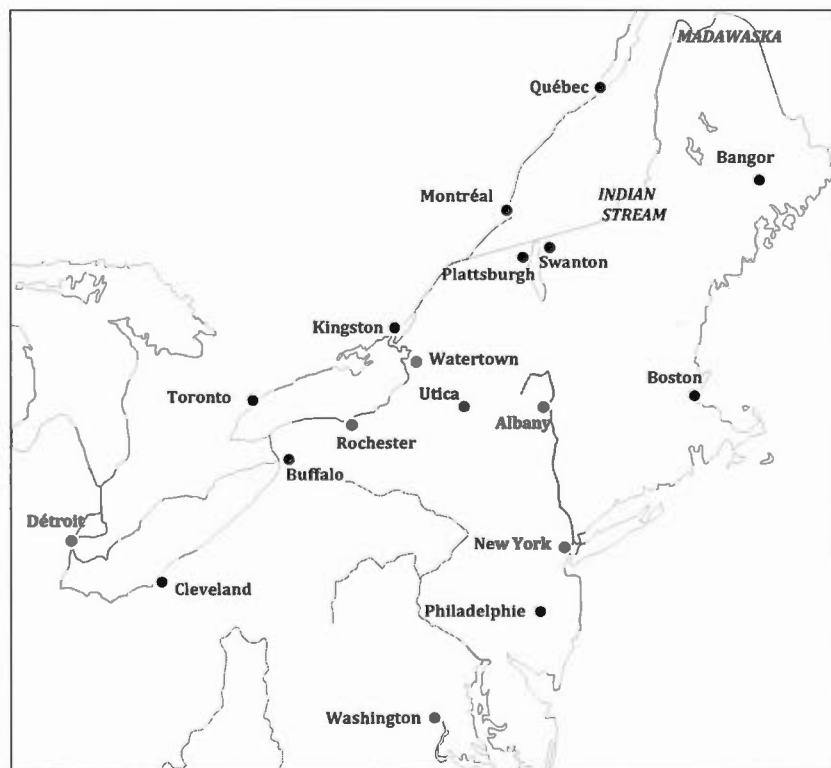 MADAWASKA
Québec
Bangor
Montréal
INDIAN
STREAM
Swanton
Plattsburgh
Kingston
Watertown
Toronto
Utica
Boston
Albany
Rochester
Buffalo
Détroit
New York
Cleveland
Philadelphie
Washington